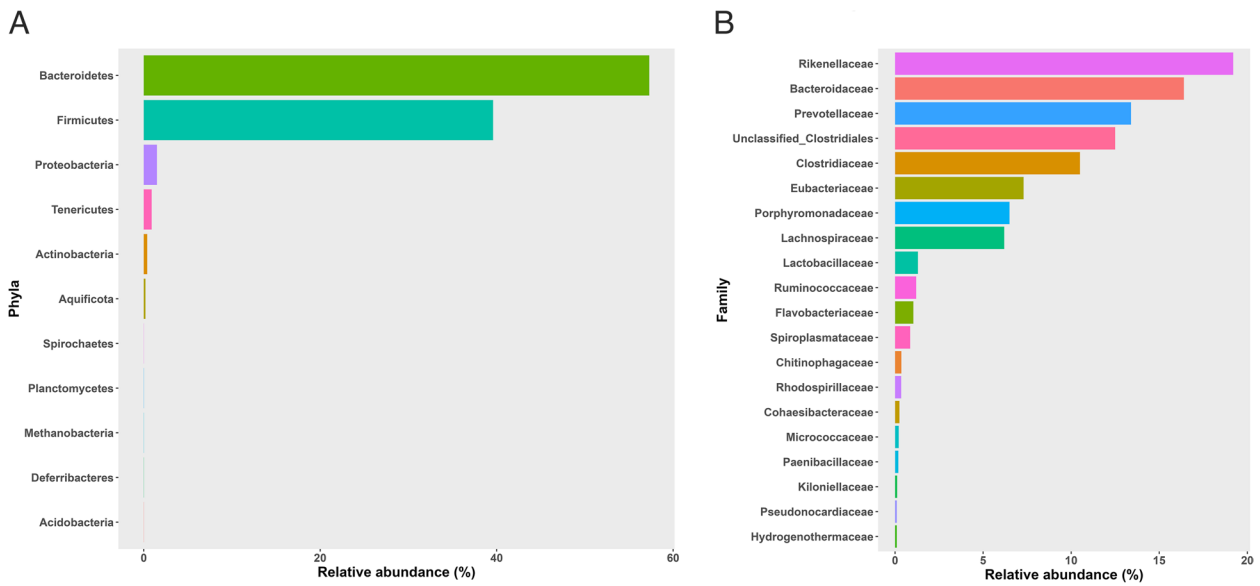 A
Bacteroidetes
Firmicutes
Proteobacteria
Tenericutes
Actinobacteria
Aquificota
Spirochaetes
Planctomycetes
Methanobacteria
Deferribacteres
Acidobacteria
Phyla
0 20 40 60
Relative abundance (%)
B
Rikenellaceae
Bacteroidaceae
Prevotellaceae
Unclassified_Clostridiales
Clostridiaceae
Eubacteriaceae
Porphyromonadaceae
Lachnospiraceae
Lactobacillaceae
Ruminococcaceae
Flavobacteriaceae
Spiroplasmataceae
Chitinophagaceae
Rhodospirillaceae
Cohaesibacteraceae
Micrococcaceae
Paenibacillaceae
Kiloniellaceae
Pseudonocardiaceae
Hydrogenothermaceae
Family
0 5 10 15 20
Relative abundance (%)